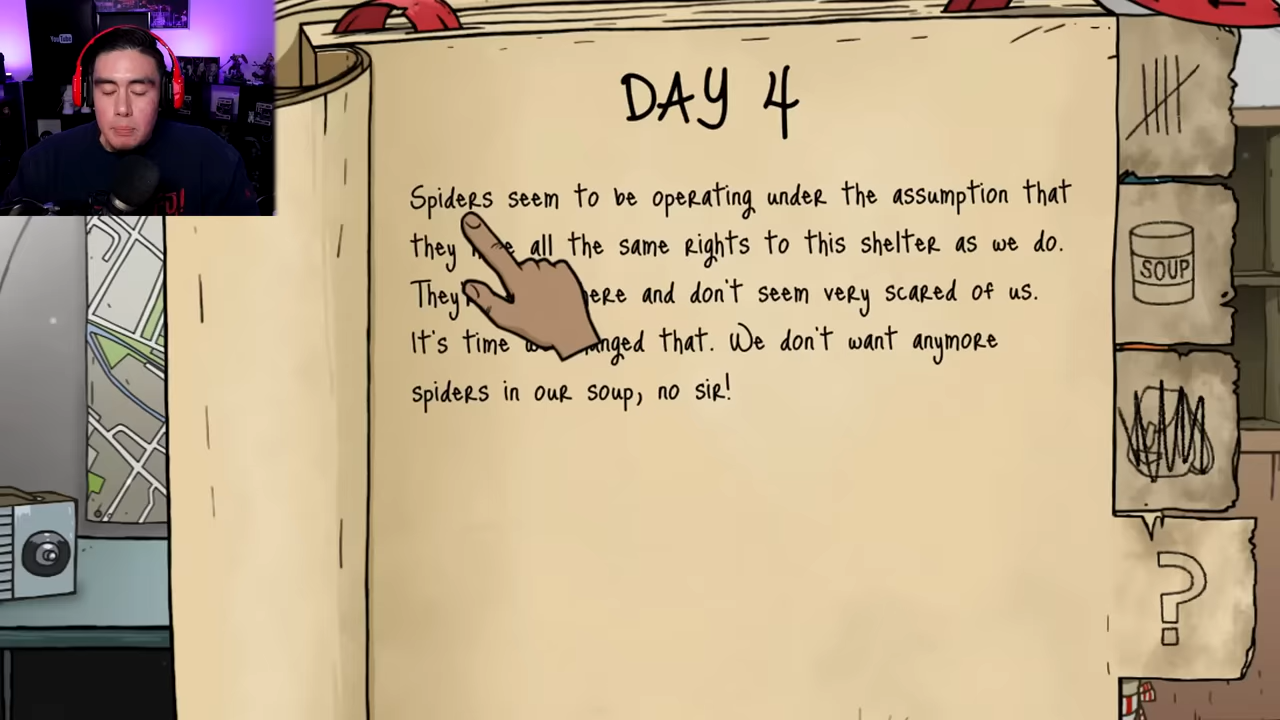 YouTube
DAY 4
Spiders seem to be operating under the assumption that
they all the same rights to this shelter as we do.
and don't seem very scared of us.
It's time that. We don't want anymore
spiders in our soup, no sir!
SOUP
?